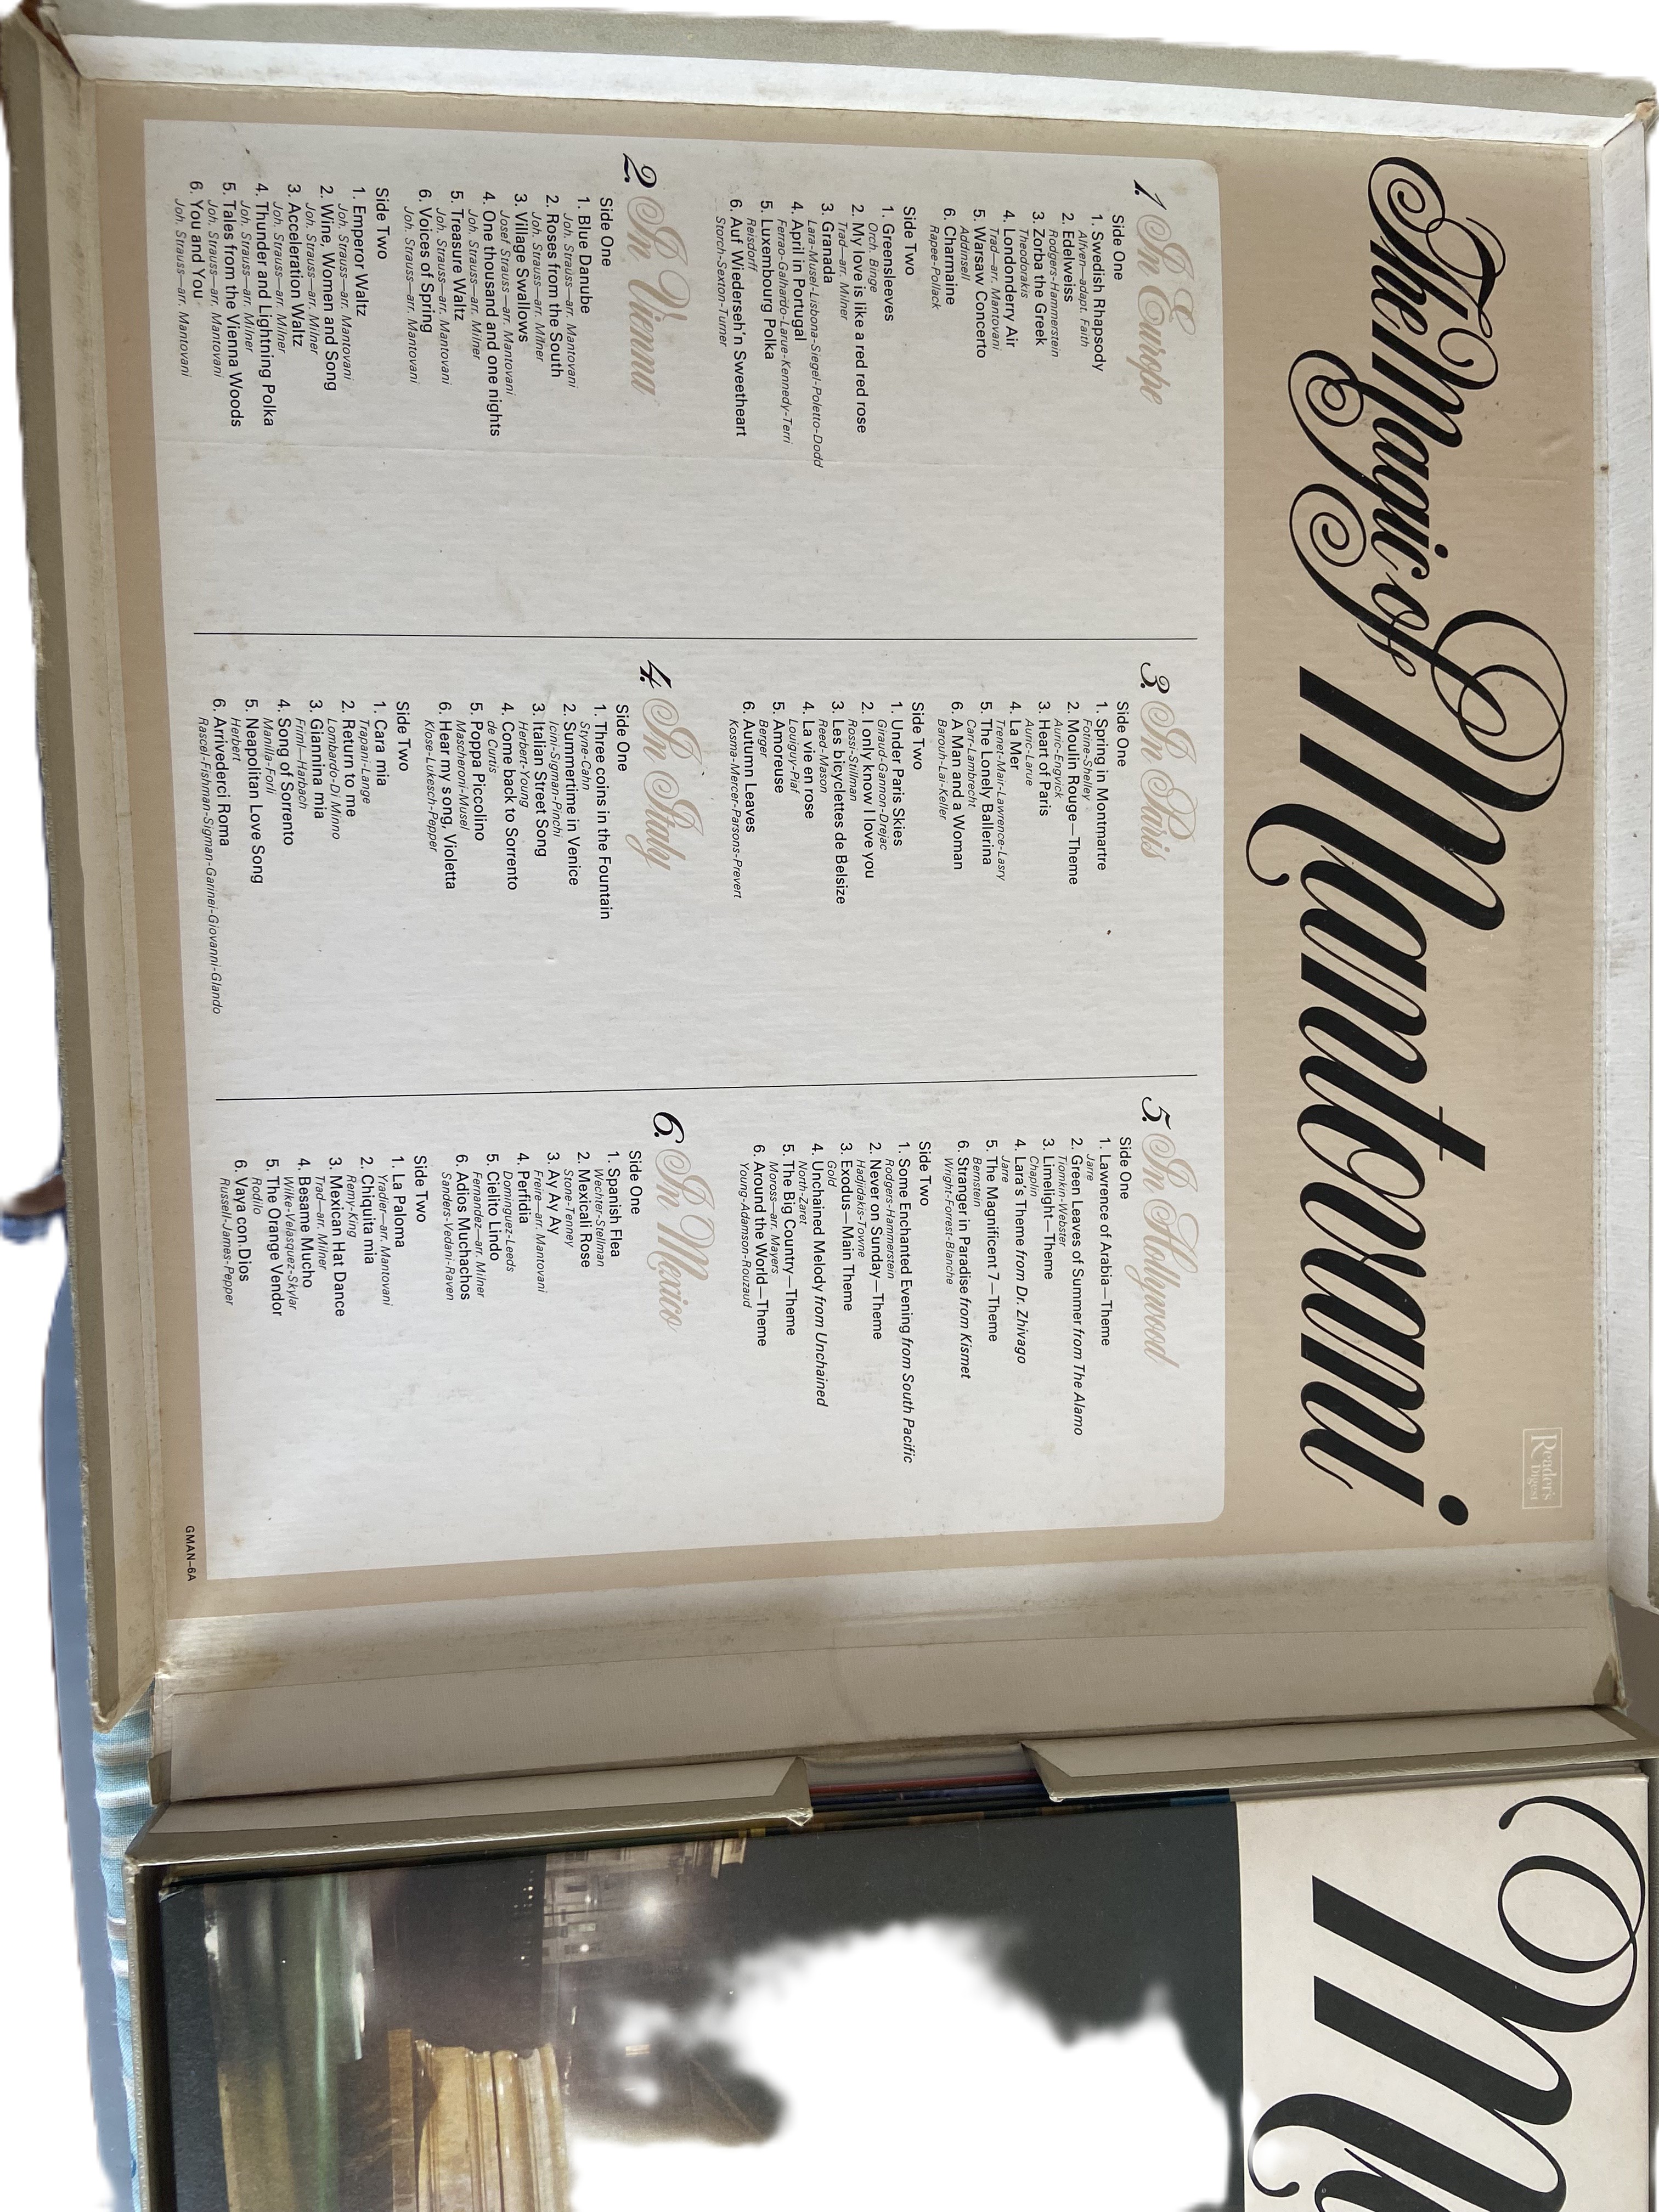 Reader's
Digest
The Magic of Mantovani
1. In Europe
Side One
1. Swedish Rhapsody
Alfven—adapt. Faith
2. Edelweiss
Rodgers-Hammerstein
3. Zorba the Greek
Theodorakis
4. Londonderry Air
Trad—arr. Mantovani
5. Warsaw Concerto
Addinsell
6. Charmaine
Rapee-Pollack
Side Two
1. Greensleeves
Orch. Binge
2. My love is like a red red rose
Trad—arr. Milner
3. Granada
Lara-Musel-Lisbona-Siegel-Poletto-Dodd
4. April in Portugal
Ferrao-Galhardo-Larue-Kennedy-Terri
5. Luxembourg Polka
Reisdorff
6. Auf Wiederseh'n Sweetheart
Storch-Sexton-Turner
2. In Vienna
Side One
1. Blue Danube
Joh. Strauss—arr. Mantovani
2. Roses from the South
Joh. Strauss—arr. Milner
3. Village Swallows
Josef Strauss—arr. Mantovani
4. One thousand and one nights
Joh. Strauss—arr. Milner
5. Treasure Waltz
Joh. Strauss—arr. Mantovani
6. Voices of Spring
Joh. Strauss—arr. Mantovani
Side Two
1. Emperor Waltz
Joh. Strauss—arr. Mantovani
2. Wine, Women and Song
Joh. Strauss—arr. Milner
3. Acceleration Waltz
Joh. Strauss—arr. Milner
4. Thunder and Lightning Polka
Joh. Strauss—arr. Milner
5. Tales from the Vienna Woods
Joh. Strauss—arr. Mantovani
6. You and You
Joh. Strauss—arr. Mantovani
3. In Paris
Side One
1. Spring in Montmartre
Fotine-Shelley
2. Moulin Rouge—Theme
Auric-Engvick
3. Heart of Paris
Auric-Larue
4. La Mer
Trenet-Mair-Lawrence-Lasry
5. The Lonely Ballerina
Carr-Lambrecht
6. A Man and a Woman
Barouh-Lai-Keller
Side Two
1. Under Paris Skies
Giraud-Gannon-Drejac
2. I only know I love you
Rossi-Stillman
3. Les bicyclettes de Belsize
Reed-Mason
4. La vie en rose
Louiguy-Piaf
5. Amoreuse
Berger
6. Autumn Leaves
Kosma-Mercer-Parsons-Prevert
4. In Italy
Side One
1. Three coins in the Fountain
Styne-Cahn
2. Summertime in Venice
Icini-Sigman-Pinchi
3. Italian Street Song
Herbert-Young
4. Come back to Sorrento
de Curtis
5. Poppa Piccolino
Mascheroni-Musel
6. Hear my song, Violetta
Klose-Lukesch-Pepper
Side Two
1. Cara mia
Trapani-Lange
2. Return to me
Lombardo-Di Minno
3. Giannina mia
Friml—Harbach
4. Song of Sorrento
Manilla-Forli
5. Neapolitan Love Song
Herbert
6. Arrivederci Roma
Rascel-Fishman-Sigman-Garinei-Giovanni-Glando
5. In Hollywood
Side One
1. Lawrence of Arabia—Theme
Jarre
2. Green Leaves of Summer from The Alamo
Tiomkin-Webster
3. Limelight—Theme
Chaplin
4. Lara's Theme from Dr. Zhivago
Jarre
5. The Magnificent 7—Theme
Bernstein
6. Stranger in Paradise from Kismet
Wright-Forrest-Blanche
Side Two
1. Some Enchanted Evening from South Pacific
Rodgers-Hammerstein
2. Never on Sunday—Theme
Hadjidakis-Towne
3. Exodus—Main Theme
Gold
4. Unchained Melody from Unchained
North-Zaret
5. The Big Country—Theme
Moross—arr. Mayers
6. Around the World—Theme
Young-Adamson-Rouzaud
6. In Mexico
Side One
1. Spanish Flea
Wechter-Stellman
2. Mexicali Rose
Stone-Tenney
3. Ay Ay Ay
Freire—arr. Mantovani
4. Perfidia
Dominguez-Leeds
5. Cielito Lindo
Fernandez—arr. Milner
6. Adios Muchachos
Sanders-Vedani-Raven
Side Two
1. La Paloma
Yradier—arr. Mantovani
2. Chiquita mia
Remy-King
3. Mexican Hat Dance
Trad—arr. Milner
4. Besame Mucho
Wilke-Velasquez-Skylar
5. The Orange Vendor
Rodilo
6. Vaya con Dios
Russell-James-Pepper
GMAN-6A